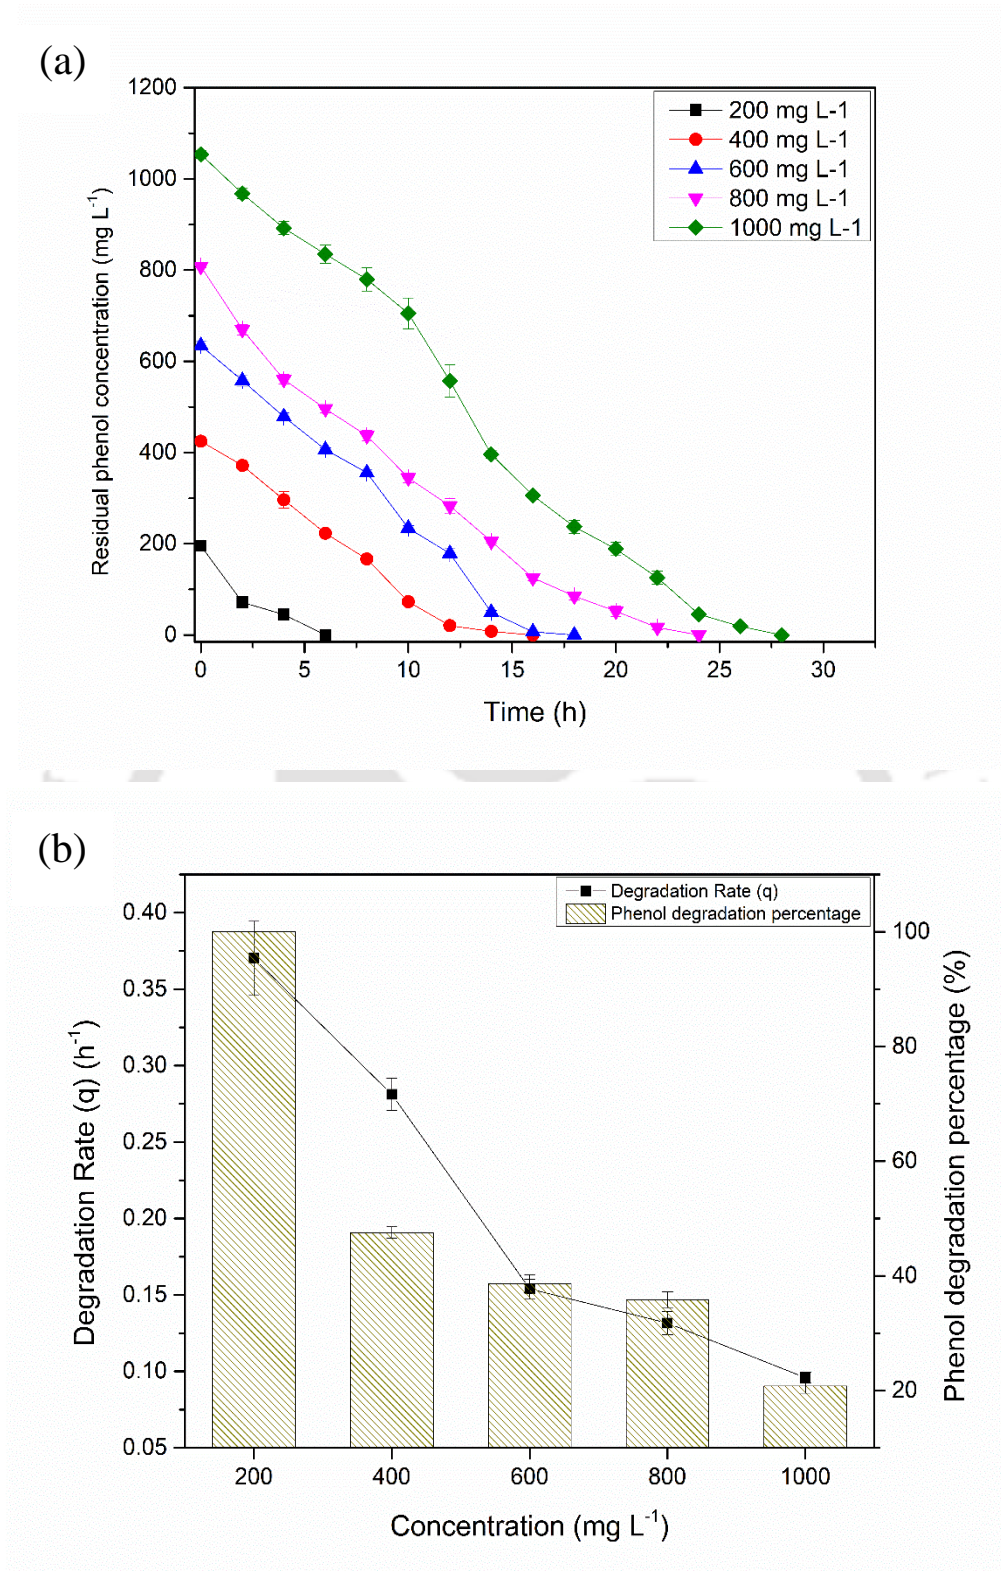 (a)
1200
1000
800
600
400
200
0
Residual phenol concentration (mg L-1)
200 mg L-1
400 mg L-1
600 mg L-1
800 mg L-1
1000 mg L-1
0 5 10 15 20 25 30
Time (h)
(b)
0.40
0.35
0.30
0.25
0.20
0.15
0.10
0.05
Degradation Rate (q) (h-1)
Degradation Rate (q)
Phenol degradation percentage
100
80
60
40
20
Phenol degradation percentage (%)
200 400 600 800 1000
Concentration (mg L-1)